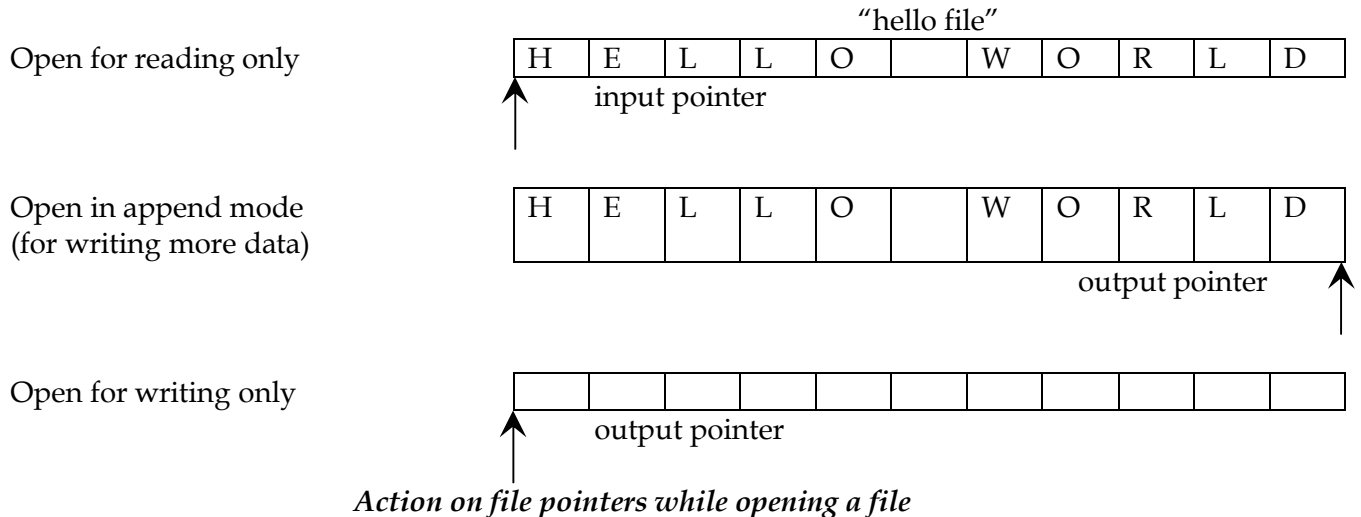 “hello file”
Open for reading only H E L L O W O R L D
input pointer
Open in append mode H E L L O W O R L D
(for writing more data)
output pointer
Open for writing only
output pointer
Action on file pointers while opening a file